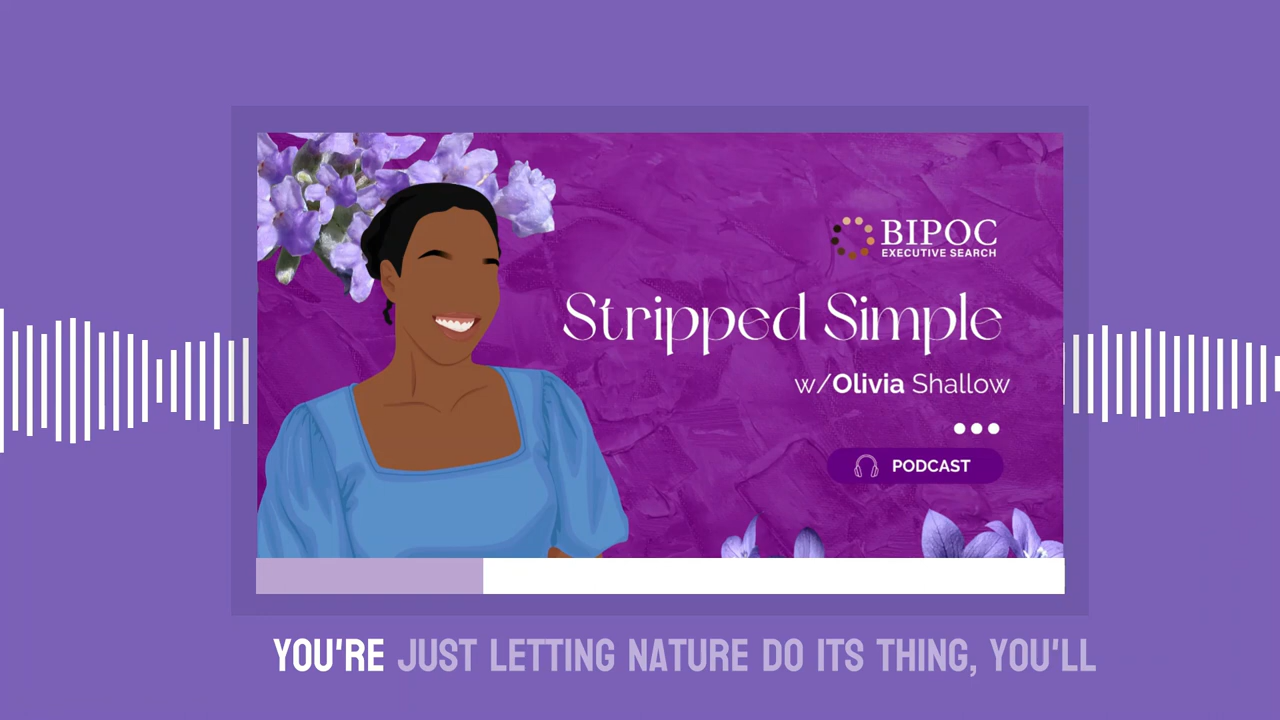 BIPOC
EXECUTIVE SEARCH
Stripped Simple
w/Olivia Shallow
PODCAST
YOU'RE JUST LETTING NATURE DO ITS THING, YOU'LL